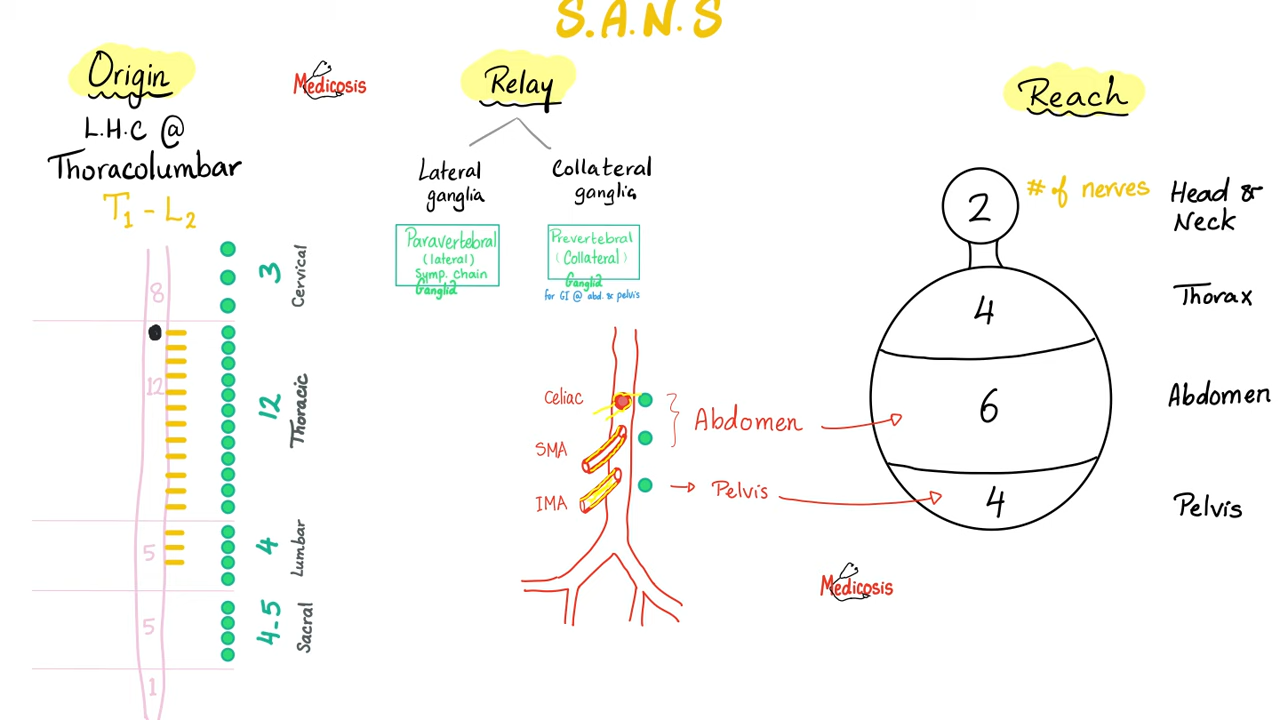 S.A.N.S
Origin
L.H.C @
Thoracolumbar
T1 - L2
Medicosis
8
12
5
5
1
3
Cervical
12
Thoracic
4
Lumbar
4-5
Sacral
Relay
Lateral
ganglia
Paravertebral
(lateral)
Symp. chain
Ganglia
Collateral
ganglia
Prevertebral
(Collateral)
Ganglia
for GI @ abd. & pelvis
Celiac
SMA
IMA
Abdomen
Pelvis
Reach
# of nerves
2
Head &
Neck
4
Thorax
6
Abdomen
4
Pelvis
Medicosis